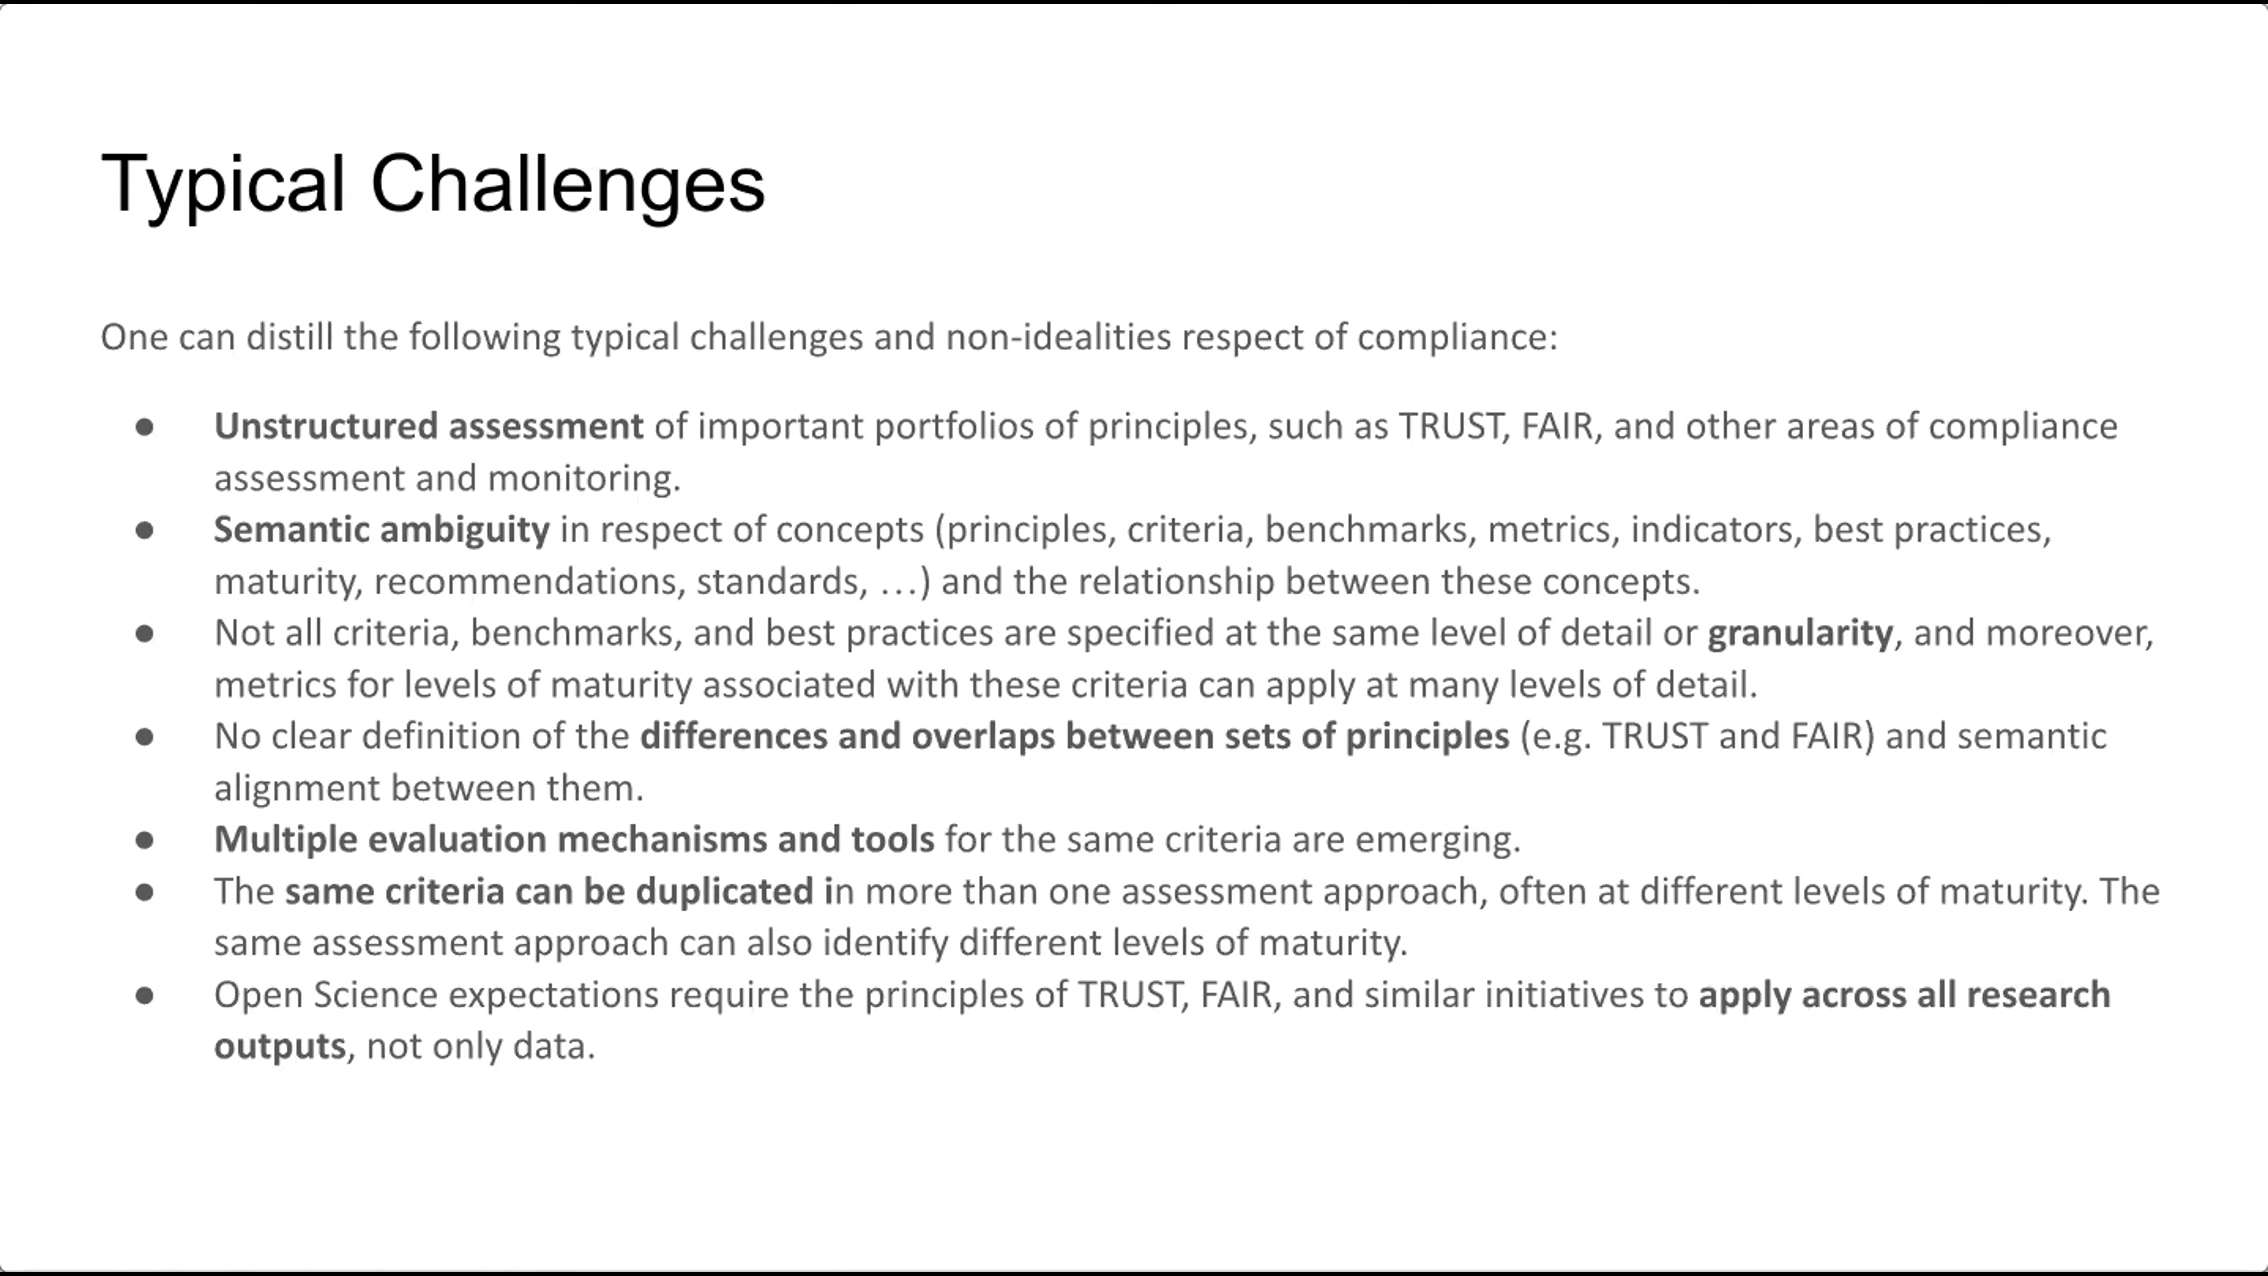 Typical Challenges
One can distill the following typical challenges and non-idealities respect of compliance:
● Unstructured assessment of important portfolios of principles, such as TRUST, FAIR, and other areas of compliance
assessment and monitoring.
● Semantic ambiguity in respect of concepts (principles, criteria, benchmarks, metrics, indicators, best practices,
maturity, recommendations, standards, …) and the relationship between these concepts.
● Not all criteria, benchmarks, and best practices are specified at the same level of detail or granularity, and moreover,
metrics for levels of maturity associated with these criteria can apply at many levels of detail.
● No clear definition of the differences and overlaps between sets of principles (e.g. TRUST and FAIR) and semantic
alignment between them.
● Multiple evaluation mechanisms and tools for the same criteria are emerging.
● The same criteria can be duplicated in more than one assessment approach, often at different levels of maturity. The
same assessment approach can also identify different levels of maturity.
● Open Science expectations require the principles of TRUST, FAIR, and similar initiatives to apply across all research
outputs, not only data.